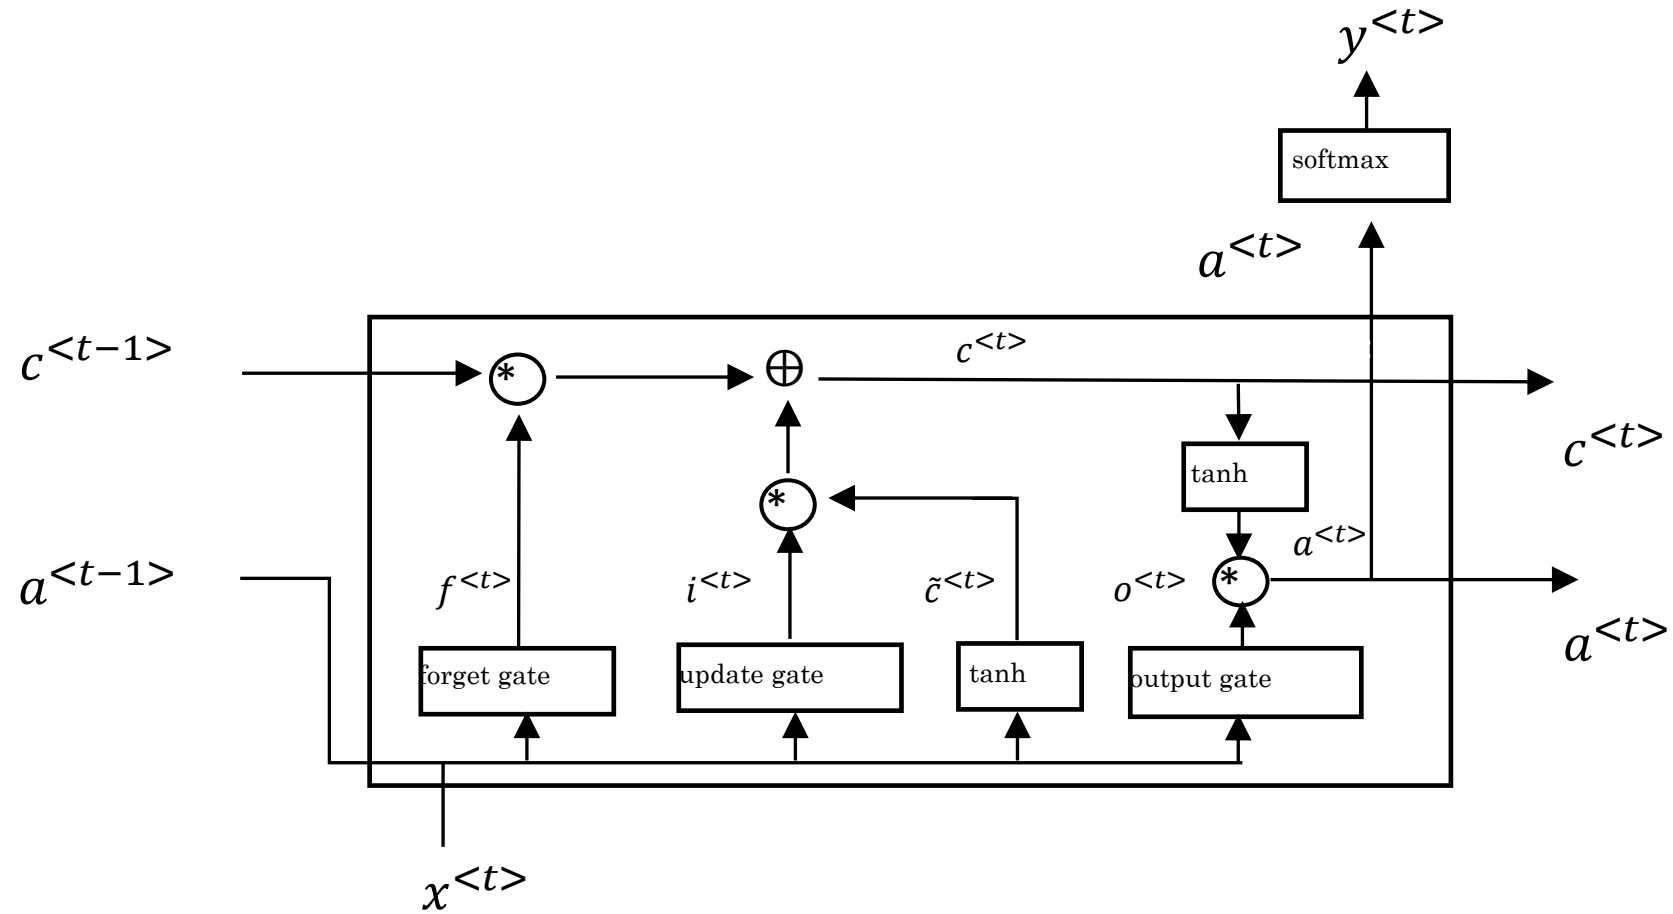 y<t>
softmax
a<t>
c<t−1>
c<t>
*
⊕
c<t>
tanh
*
a<t−1>
f<t>
i<t>
c̃<t>
o<t>
*
a<t>
a<t>
forget gate
update gate
tanh
output gate
x<t>